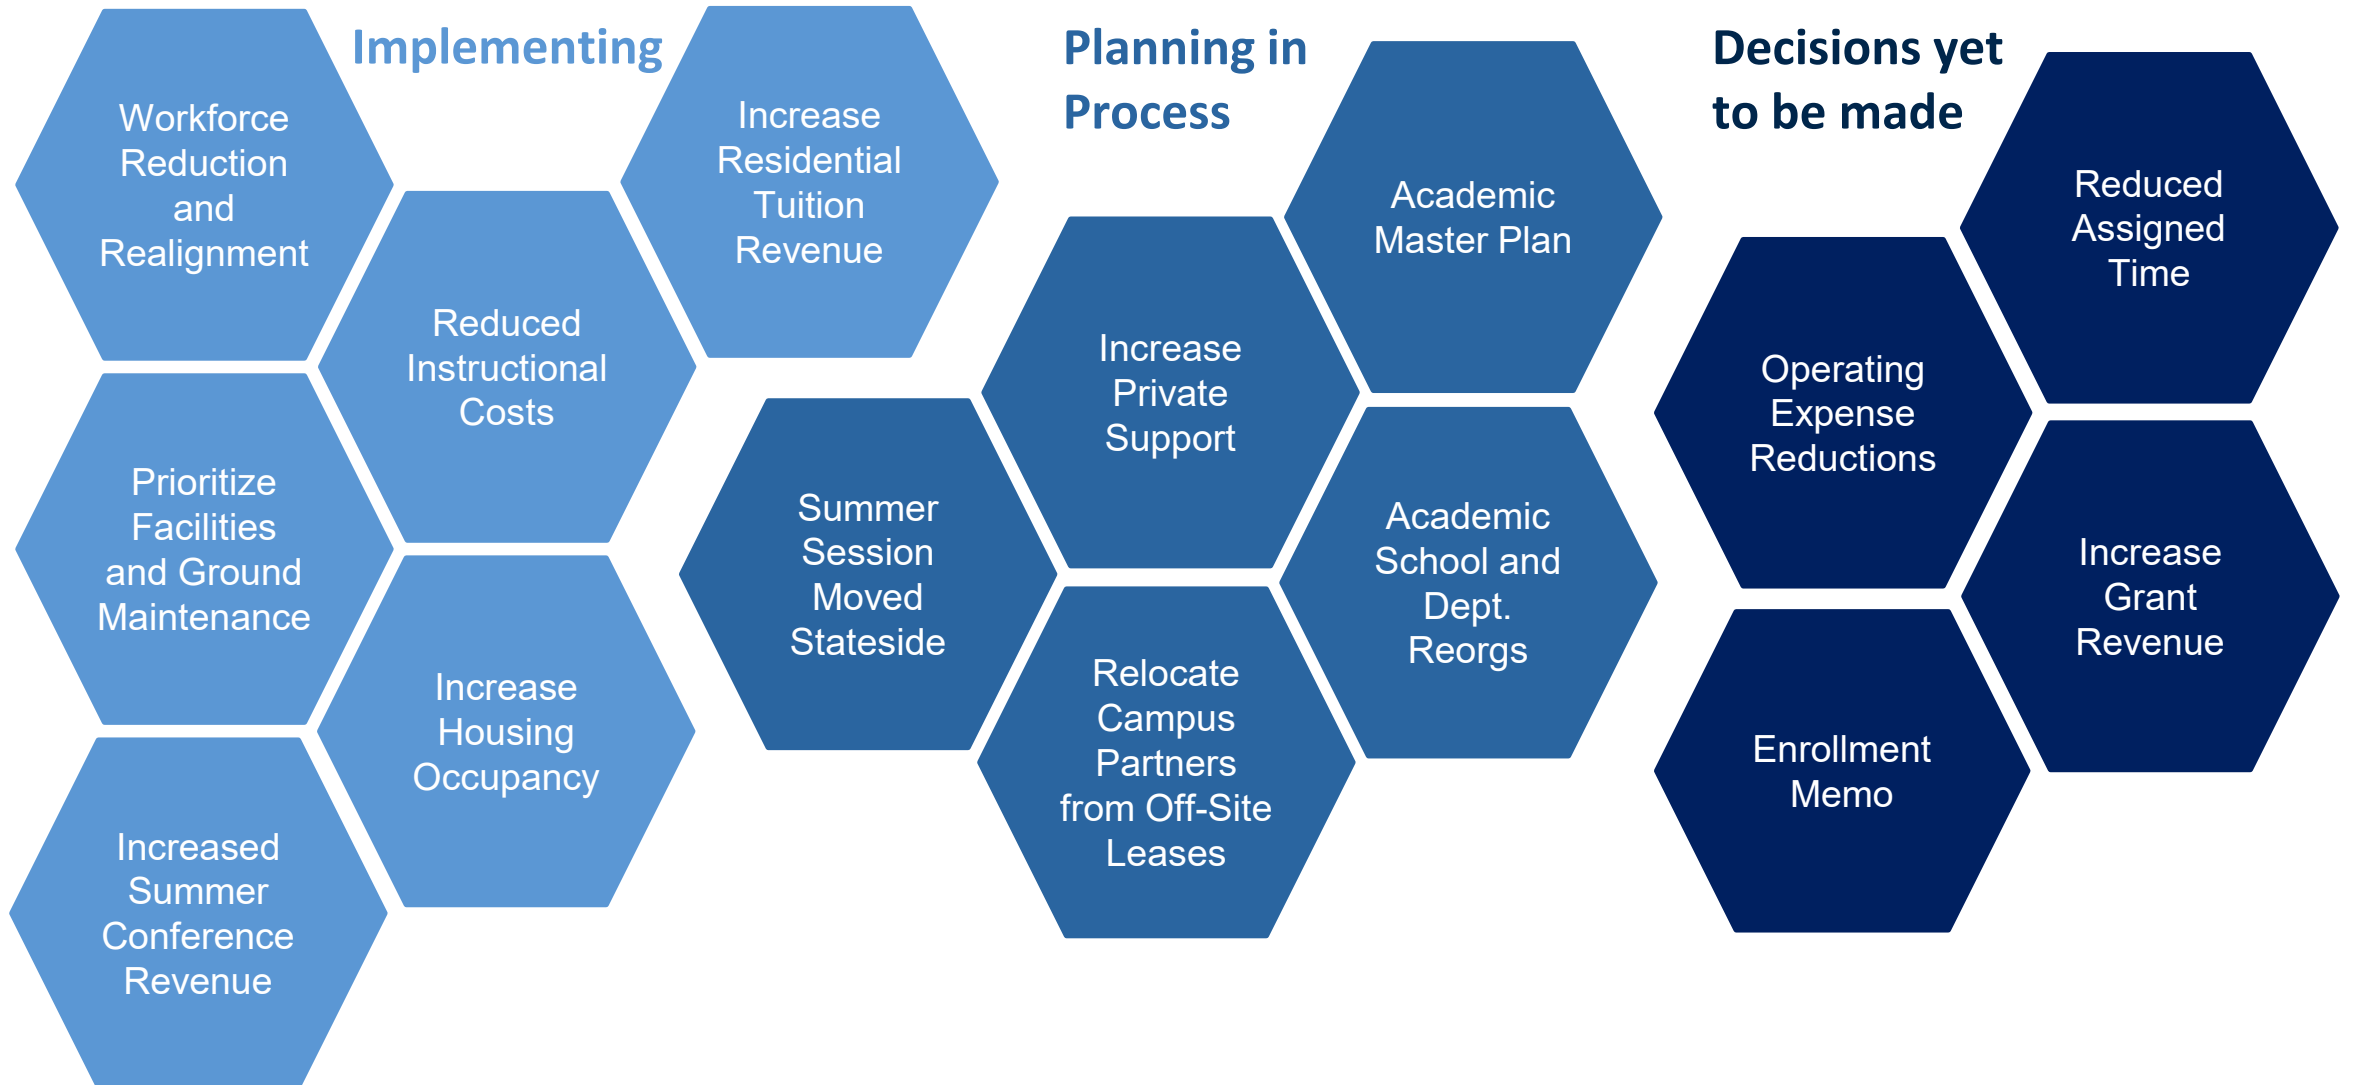 Implementing
Workforce
Reduction
and
Realignment
Increase
Residential
Tuition
Revenue
Reduced
Instructional
Costs
Prioritize
Facilities
and Ground
Maintenance
Increase
Housing
Occupancy
Increased
Summer
Conference
Revenue
Planning in
Process
Academic
Master Plan
Increase
Private
Support
Summer
Session
Moved
Stateside
Academic
School and
Dept.
Reorgs
Relocate
Campus
Partners
from Off-Site
Leases
Decisions yet
to be made
Reduced
Assigned
Time
Operating
Expense
Reductions
Increase
Grant
Revenue
Enrollment
Memo